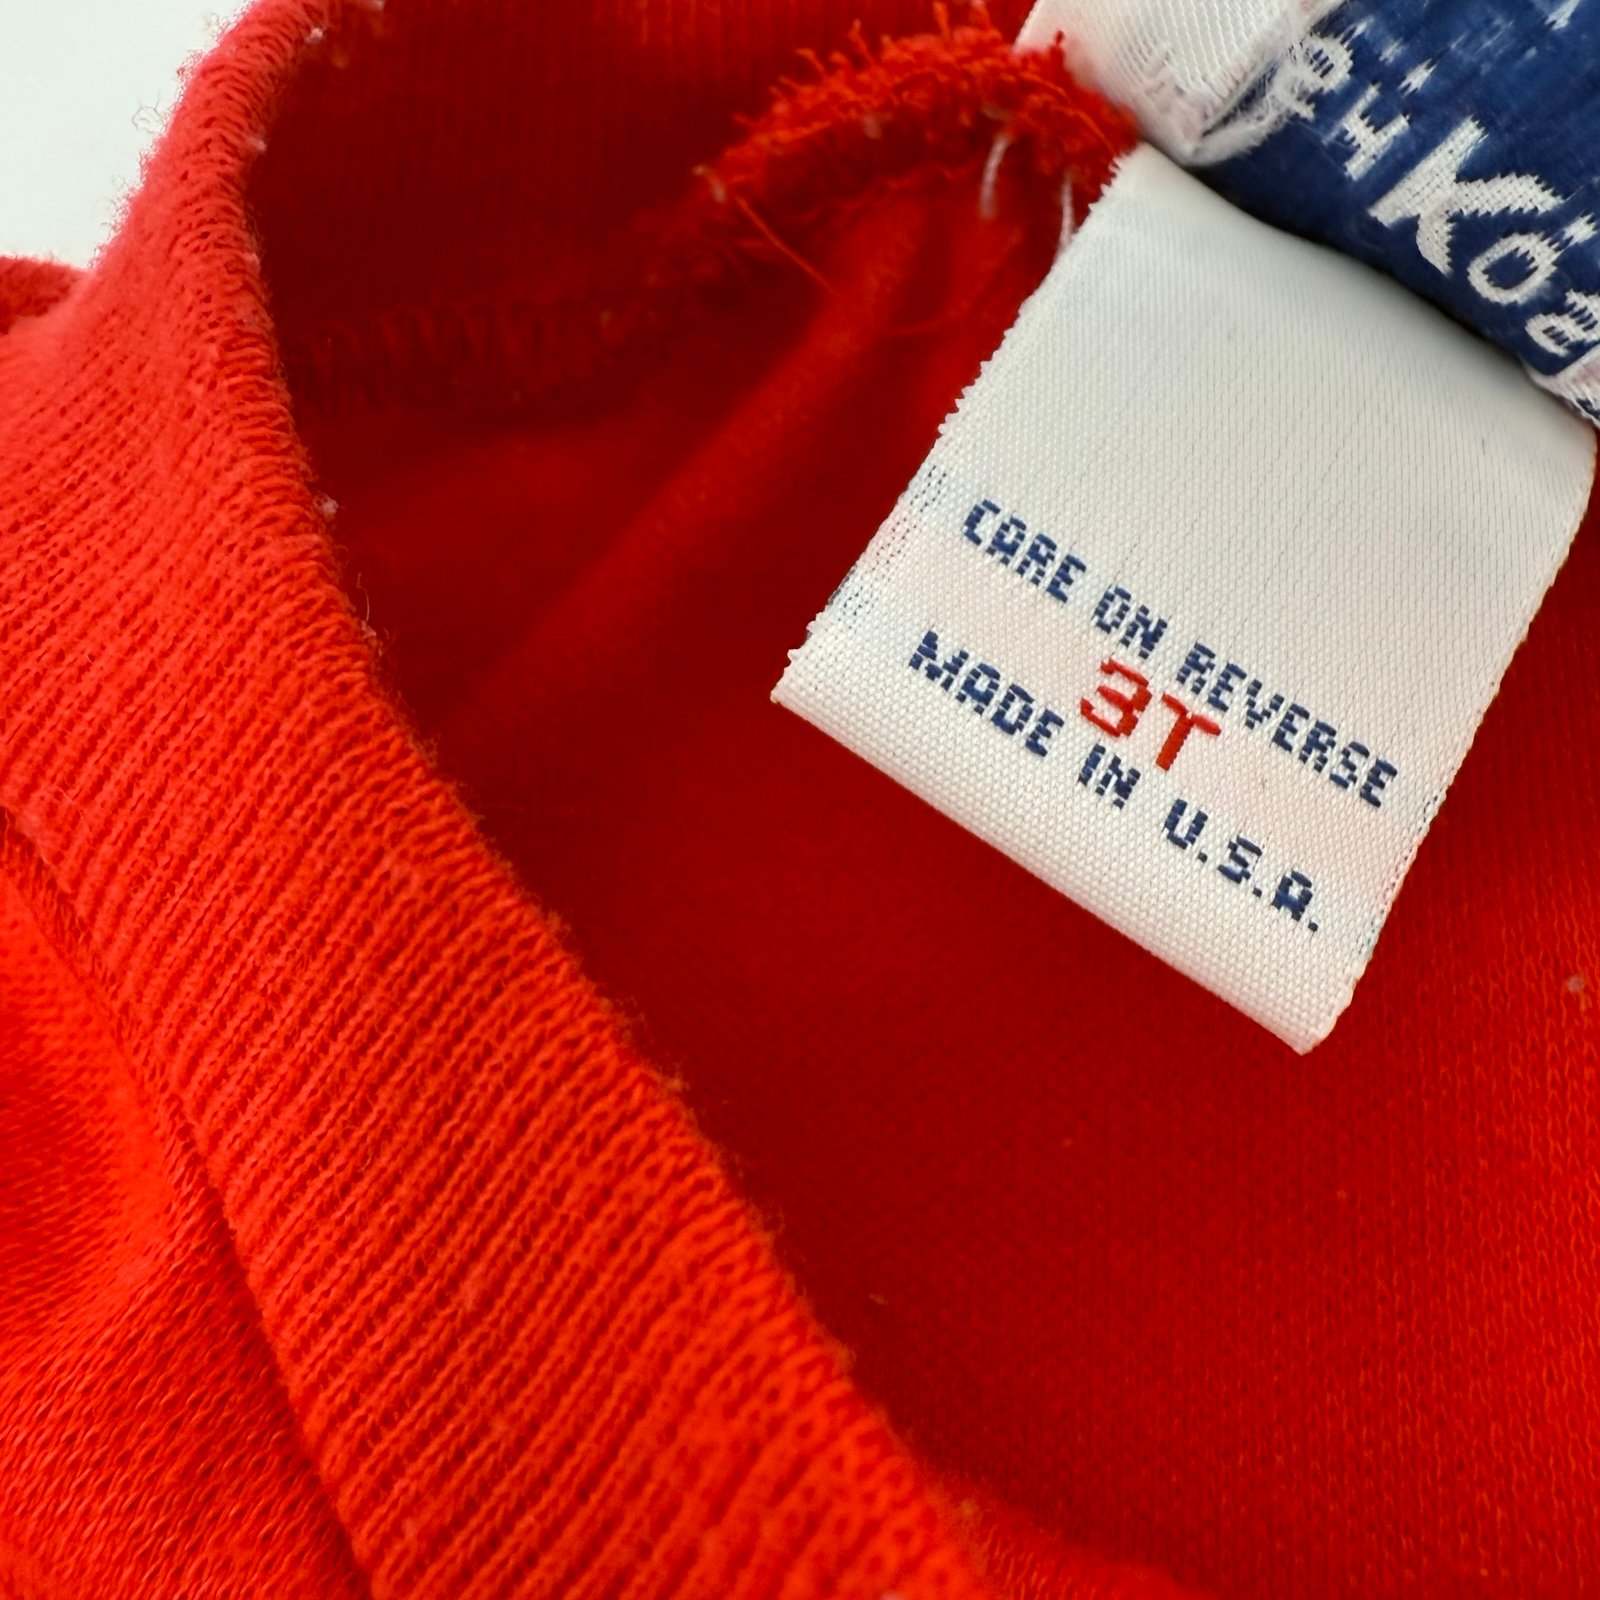 CARE ON REVERSE
3T
MADE IN U.S.A.